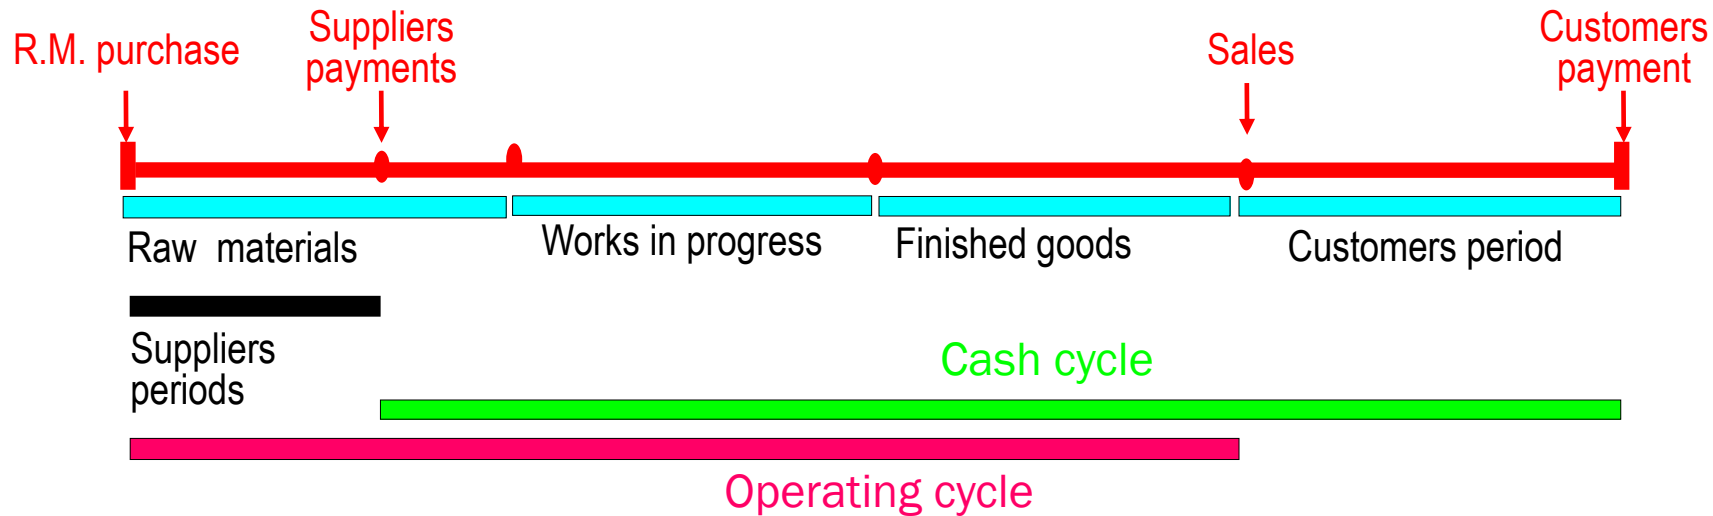 R.M. purchase
Suppliers
payments
Sales
Customers
payment
Raw materials
Works in progress
Finished goods
Customers period
Suppliers
periods
Cash cycle
Operating cycle